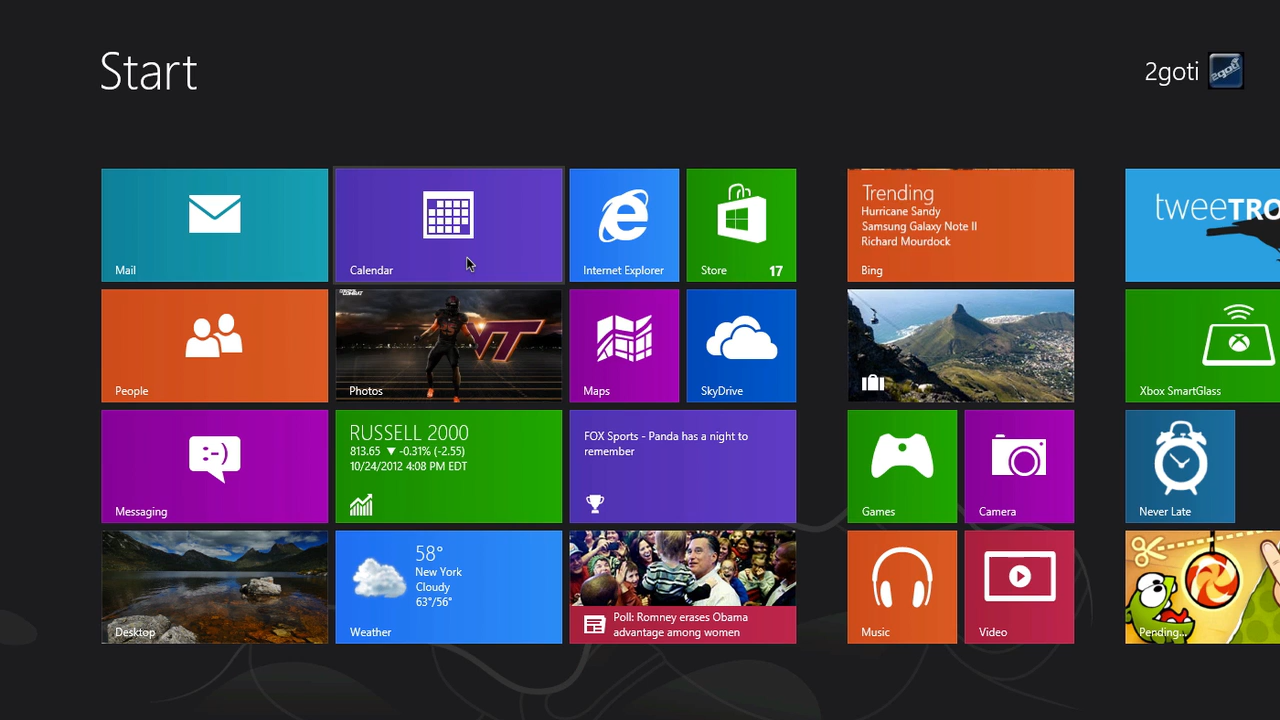 Start
2goti
Mail
Calendar
Internet Explorer
Store
17
People
VT
Photos
Maps
SkyDrive
:-)
Messaging
RUSSELL 2000
813.65 ▼ -0.31% (-2.55)
10/24/2012 4:08 PM EDT
FOX Sports - Panda has a night to
remember
Desktop
58°
New York
Cloudy
63°/56°
Weather
Poll: Romney erases Obama
advantage among women
Trending
Hurricane Sandy
Samsung Galaxy Note II
Richard Mourdock
Bing
Games
Camera
Music
Video
tweeTRO
Xbox SmartGlass
Never Late
Pending...